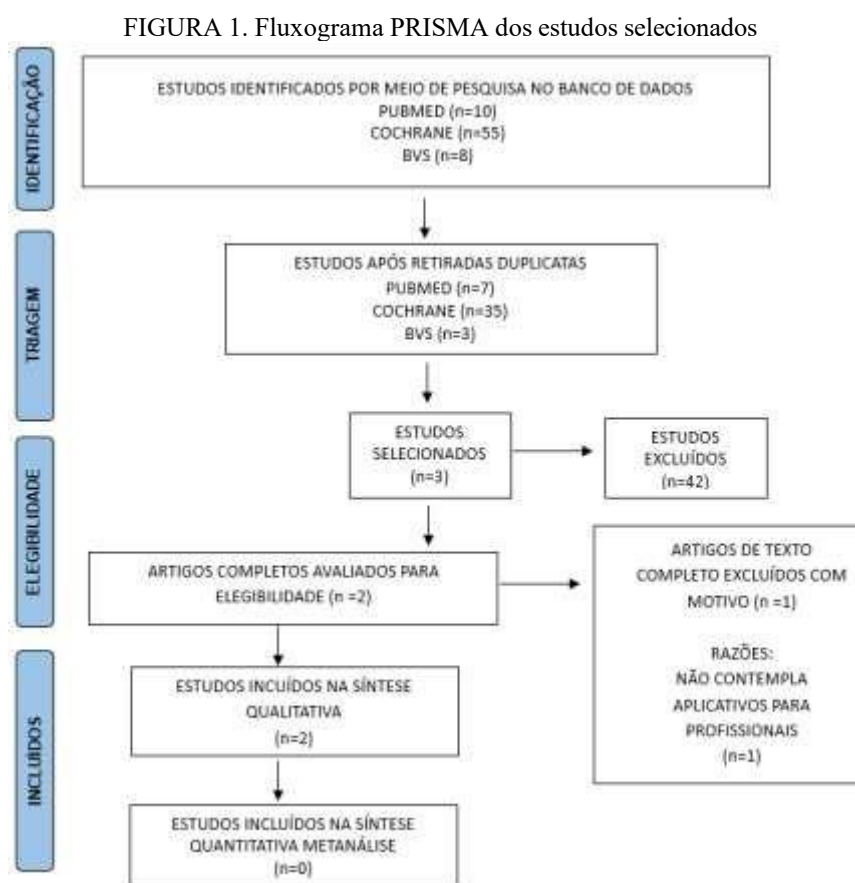 FIGURA 1. Fluxograma PRISMA dos estudos selecionados
IDENTIFICAÇÃO
ESTUDOS IDENTIFICADOS POR MEIO DE PESQUISA NO BANCO DE DADOS
PUBMED (n=10)
COCHRANE (n=55)
BVS (n=8)
TRIAGEM
ESTUDOS APÓS RETIRADAS DUPLICATAS
PUBMED (n=7)
COCHRANE (n=35)
BVS (n=3)
ESTUDOS
SELECIONADOS
(n=3)
ESTUDOS
EXCLUÍDOS
(n=42)
ELEGIBILIDADE
ARTIGOS COMPLETOS AVALIADOS PARA
ELEGIBILIDADE (n =2)
ARTIGOS DE TEXTO
COMPLETO EXCLUÍDOS COM
MOTIVO (n =1)
RAZÕES:
NÃO CONTEMPLA
APLICATIVOS PARA
PROFISSIONAIS
(n=1)
INCLUÍDOS
ESTUDOS INCUÍDOS NA SÍNTESE
QUALITATIVA
(n=2)
ESTUDOS INCLUÍDOS NA SÍNTESE
QUANTITATIVA METANÁLISE
(n=0)